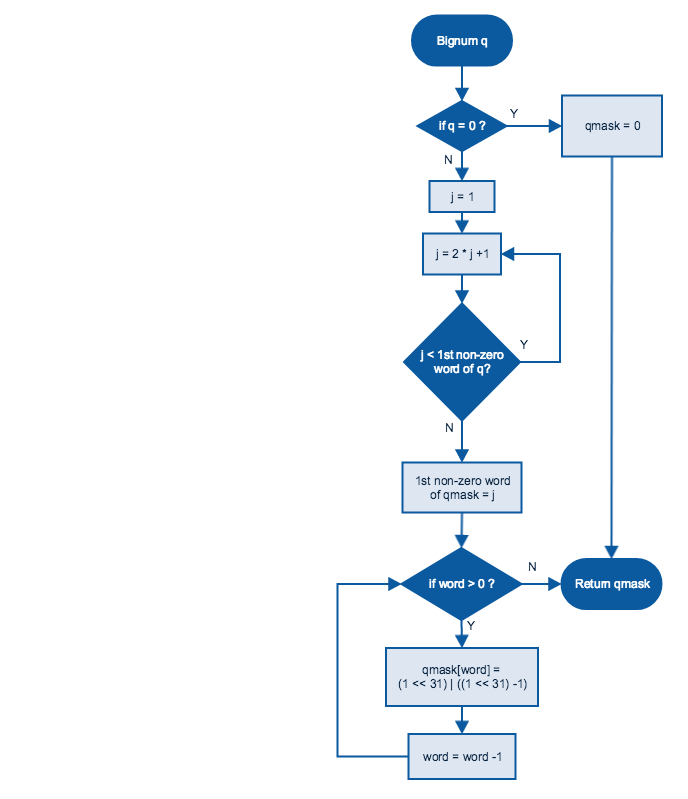 Bignum q
if q = 0 ?
Y
qmask = 0
N
j = 1
j = 2 * j +1
j < 1st non-zero
word of q?
Y
N
1st non-zero word
of qmask = j
if word > 0 ?
N
Return qmask
Y
qmask[word] =
(1 << 31) | ((1 << 31) -1)
word = word -1